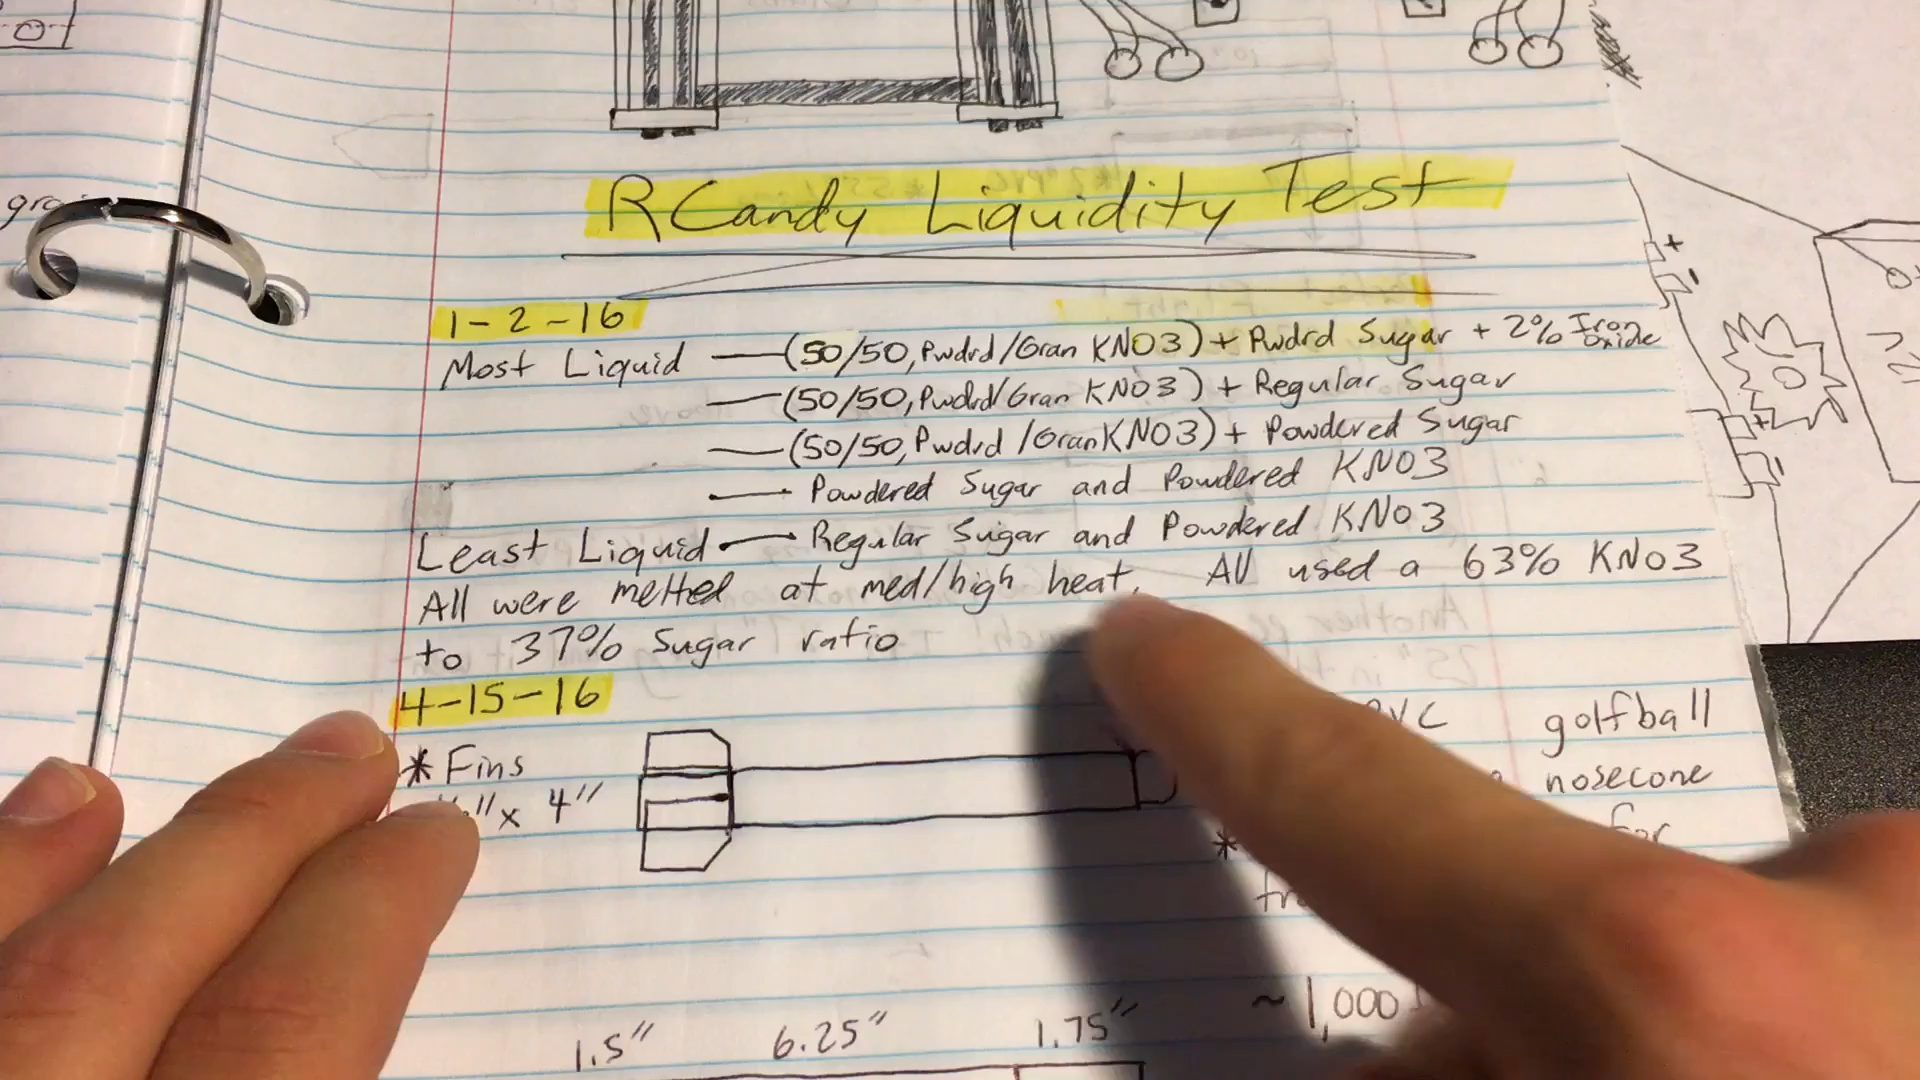 gra
RCandy Liquidity Test
1-2-16
Most Liquid — (50/50, Pwdrd/Gran KNO3) + Pwdrd Sugar + 2% Iron Oxide
— (50/50, Pwdrd/Gran KNO3) + Regular Sugar
— (50/50, Pwdrd/Gran KNO3) + Powdered Sugar
— Powdered Sugar and Powdered KNO3
Least Liquid — Regular Sugar and Powdered KNO3
All were melted at med/high heat. All used a 63% KNO3
to 37% Sugar ratio
4-15-16
* Fins
" x 4"
PVC golfball
nosecone
* for
~1,000
1.5" 6.25" 1.75"